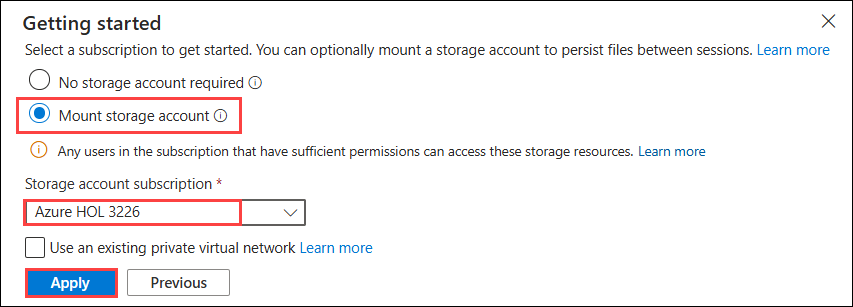 Getting started
Select a subscription to get started. You can optionally mount a storage account to persist files between sessions. Learn more
No storage account required
Mount storage account
Any users in the subscription that have sufficient permissions can access these storage resources. Learn more
Storage account subscription *
Azure HOL 3226
Use an existing private virtual network Learn more
Apply Previous